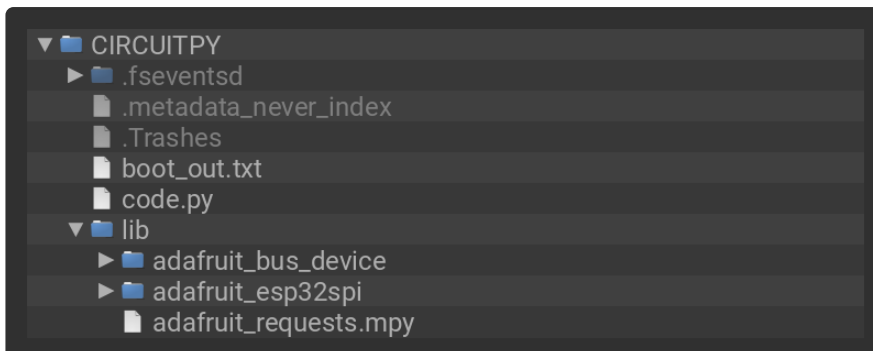 CIRCUITPY
.fseventsd
.metadata_never_index
.Trashes
boot_out.txt
code.py
lib
adafruit_bus_device
adafruit_esp32spi
adafruit_requests.mpy